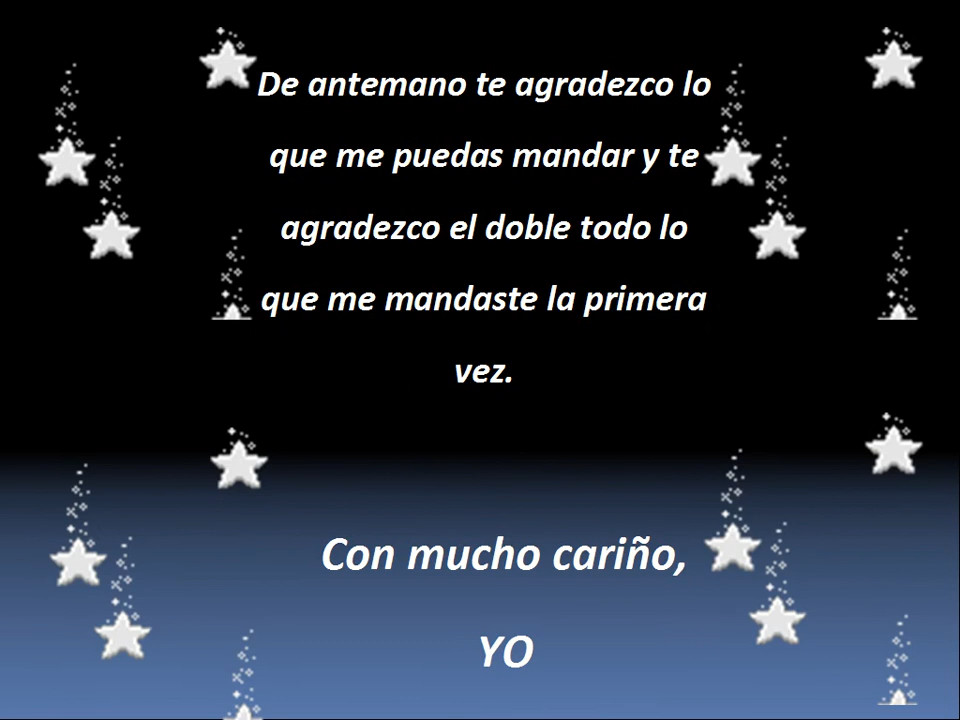 De antemano te agradezco lo
que me puedas mandar y te
agradezco el doble todo lo
que me mandaste la primera
vez.
Con mucho cariño,
YO